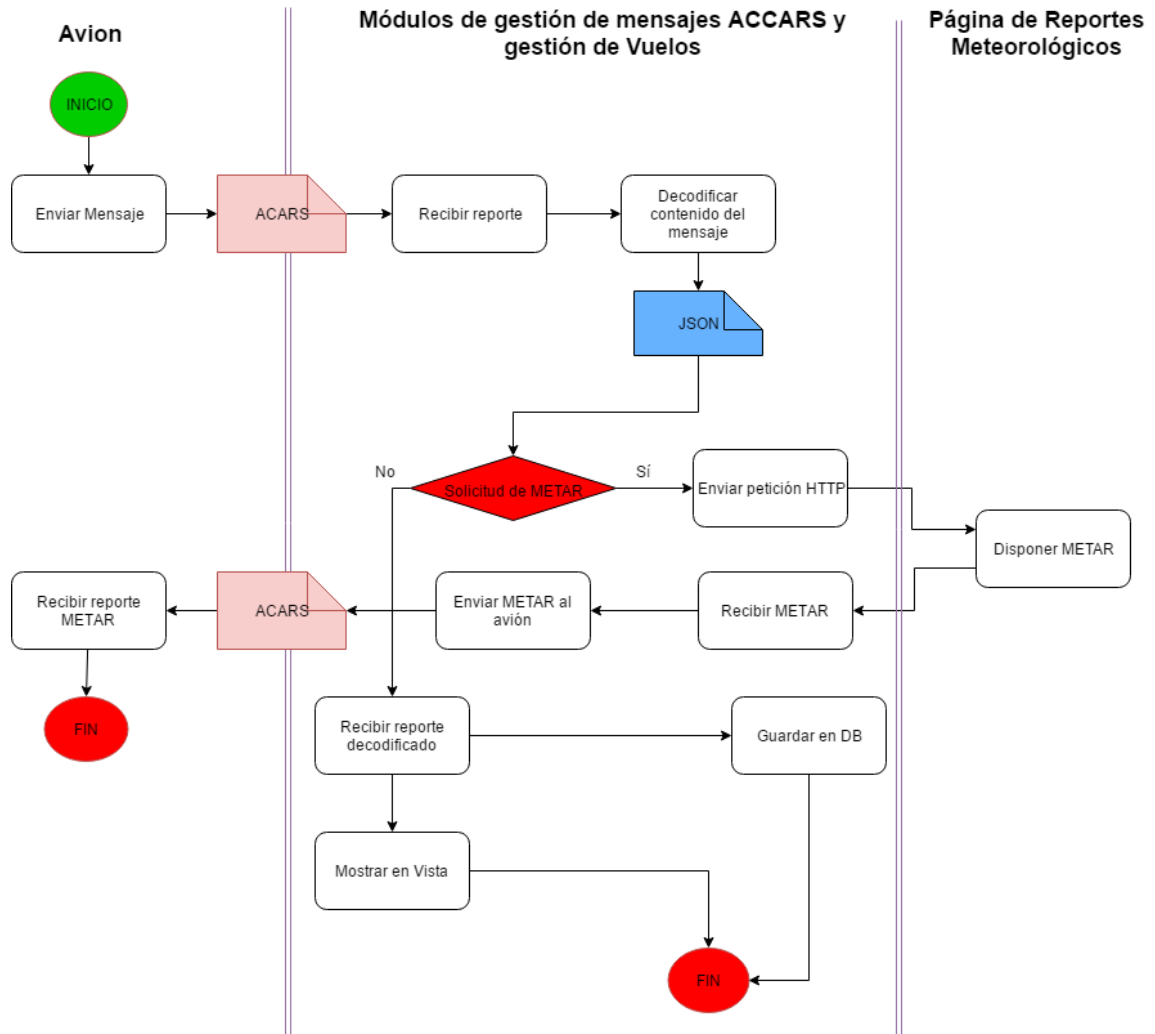 Avion
Módulos de gestión de mensajes ACCARS y
gestión de Vuelos
Página de Reportes
Meteorológicos
INICIO
Enviar Mensaje
ACARS
Recibir reporte
Decodificar
contenido del
mensaje
JSON
No
Solicitud de METAR
Sí
Enviar petición HTTP
Disponer METAR
Recibir reporte
METAR
ACARS
Enviar METAR al
avión
Recibir METAR
FIN
Recibir reporte
decodificado
Guardar en DB
Mostrar en Vista
FIN